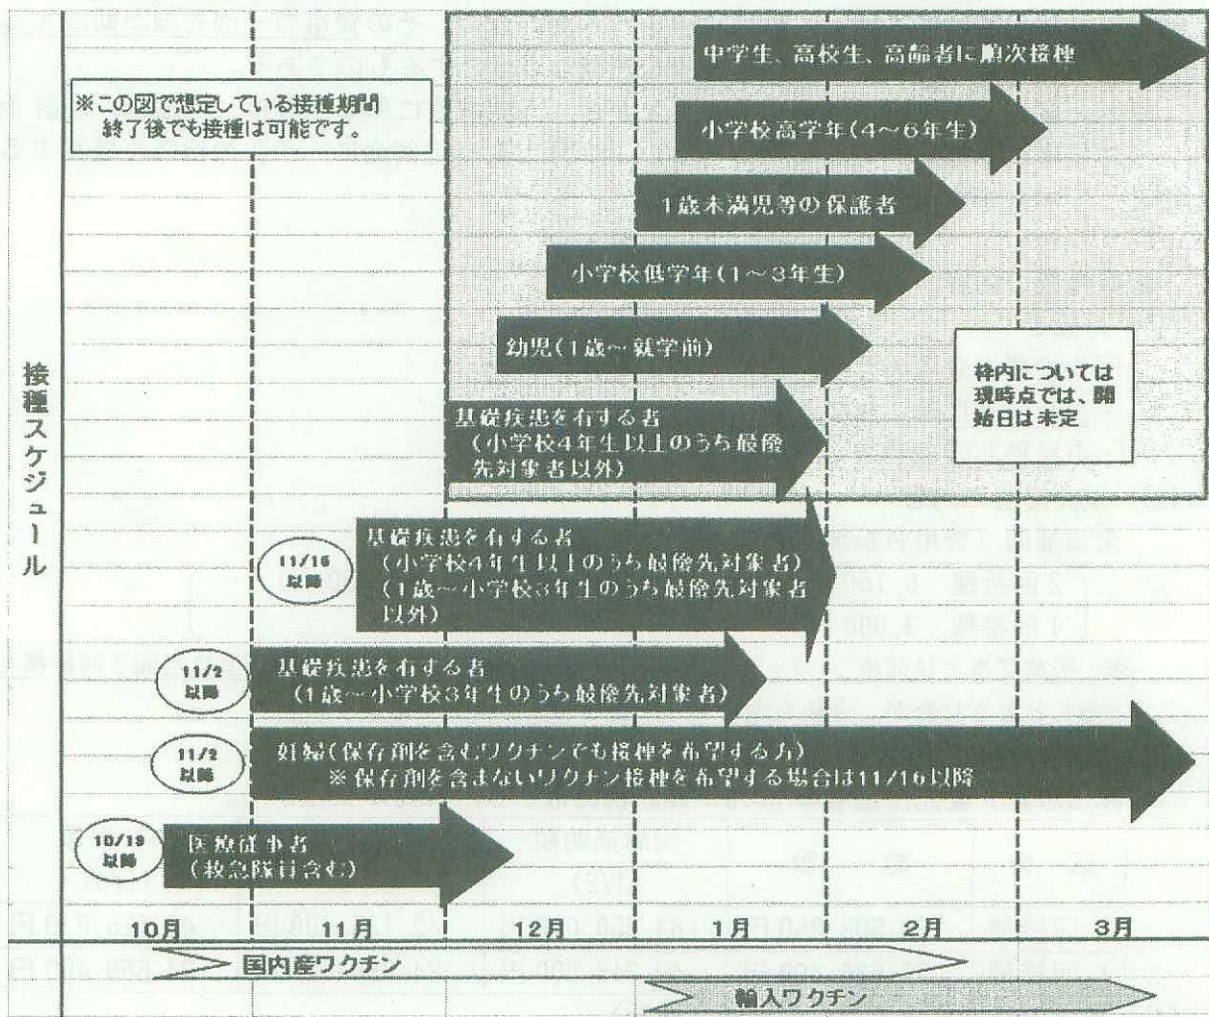 中学生、高校生、高齢者に順次接種
※この図で想定している接種期間
終了後でも接種は可能です。
小学校高学年(4～6年生)
1歳未満児等の保護者
小学校低学年(1～3年生)
幼児(1歳～就学前)
枠内については
現時点では、開
始日は未定
基礎疾患を有する者
(小学校4年生以上のうち最優
先対象者以外)
接種スケジュール
11/16
以降
基礎疾患を有する者
(小学校4年生以上のうち最優先対象者)
(1歳～小学校3年生のうち最優先対象者
以外)
11/2
以降
基礎疾患を有する者
(1歳～小学校3年生のうち最優先対象者)
11/2
以降
妊婦(保存剤を含むワクチンでも接種を希望する方)
※保存剤を含まないワクチン接種を希望する場合は11/16以降
10/19
以降
医療従事者
(救急隊員含む)
10月
11月
12月
1月
2月
3月
国内産ワクチン
輸入ワクチン